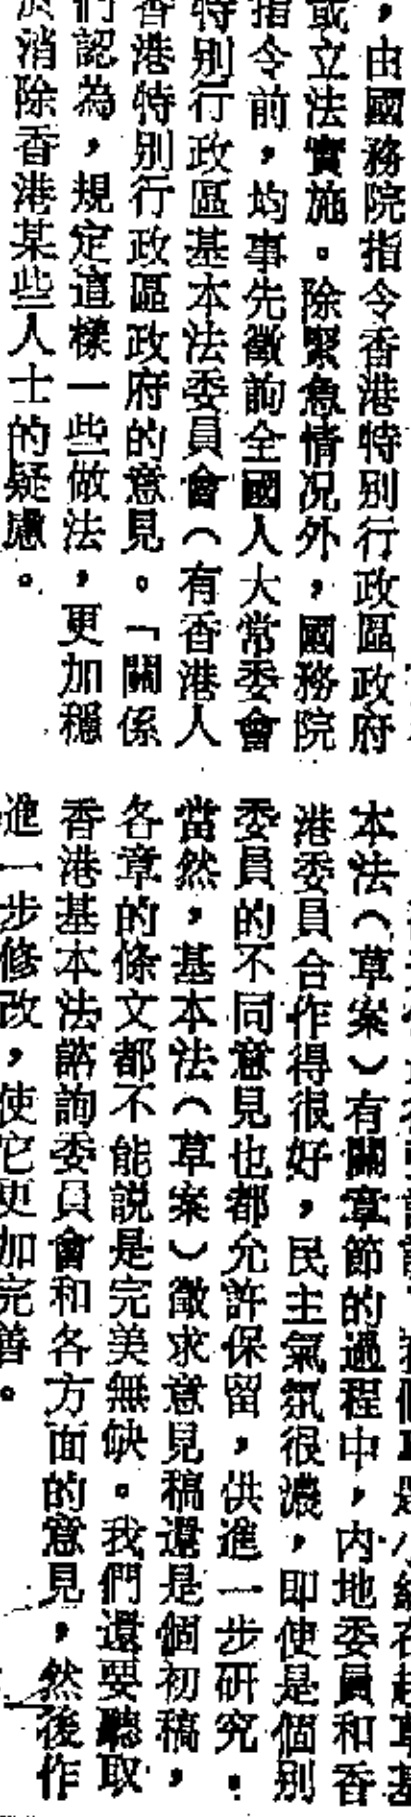 ，由國務院指令香港特别行政區政府
或立法實施。除緊急情況外，國務院
指令前，均事先徵詢全國人大常委會
特别行政區基本法委員會（有香港人
香港特别行政區政府的意見。「關係
們認為，規定這樣一些做法，更加穩
於消除香港某些人士的疑慮。
本法（草案）有關章節的過程中，内地委員和香
港委員合作得很好，民主氣氛很濃，即使是個别
委員的不同意見也都允許保留，供進一步研究.
當然，基本法（草案）徵求意見稿還是個初稿，
各章的條文都不能説是完美無缺。我們還要聽取
香港基本法諮詢委員會和各方面的意見，然後作
進一步修改，使它更加完善。